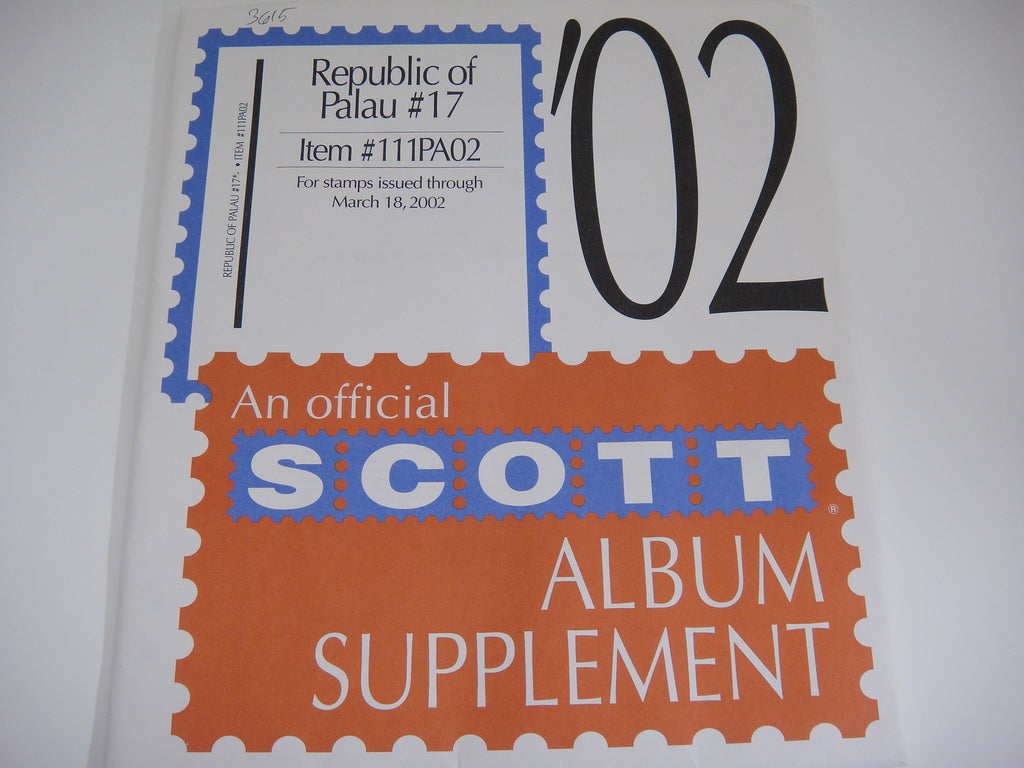 3615
'02
Republic of
Palau #17
Item #111PA02
For stamps issued through
March 18, 2002
REPUBLIC OF PALAU #17*- • ITEM #111PA02
An official
SCOTT®
ALBUM
SUPPLEMENT